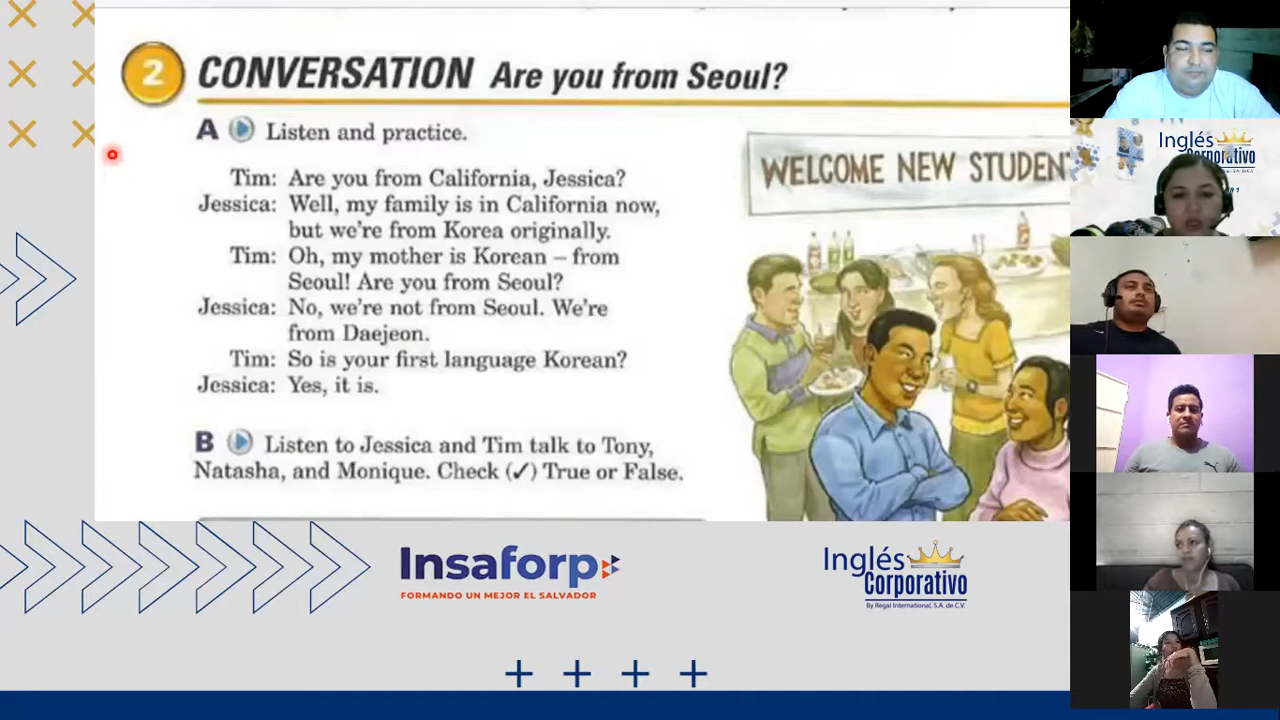 2 CONVERSATION Are you from Seoul?
A Listen and practice.
Tim: Are you from California, Jessica?
Jessica: Well, my family is in California now,
but we're from Korea originally.
Tim: Oh, my mother is Korean – from
Seoul! Are you from Seoul?
Jessica: No, we're not from Seoul. We're
from Daejeon.
Tim: So is your first language Korean?
Jessica: Yes, it is.
B Listen to Jessica and Tim talk to Tony,
Natasha, and Monique. Check (✓) True or False.
WELCOME NEW STUDENT
Insaforp
FORMANDO UN MEJOR EL SALVADOR
Inglés
Corporativo
By Regal International, S.A. de C.V.
Inglés
Corporativo